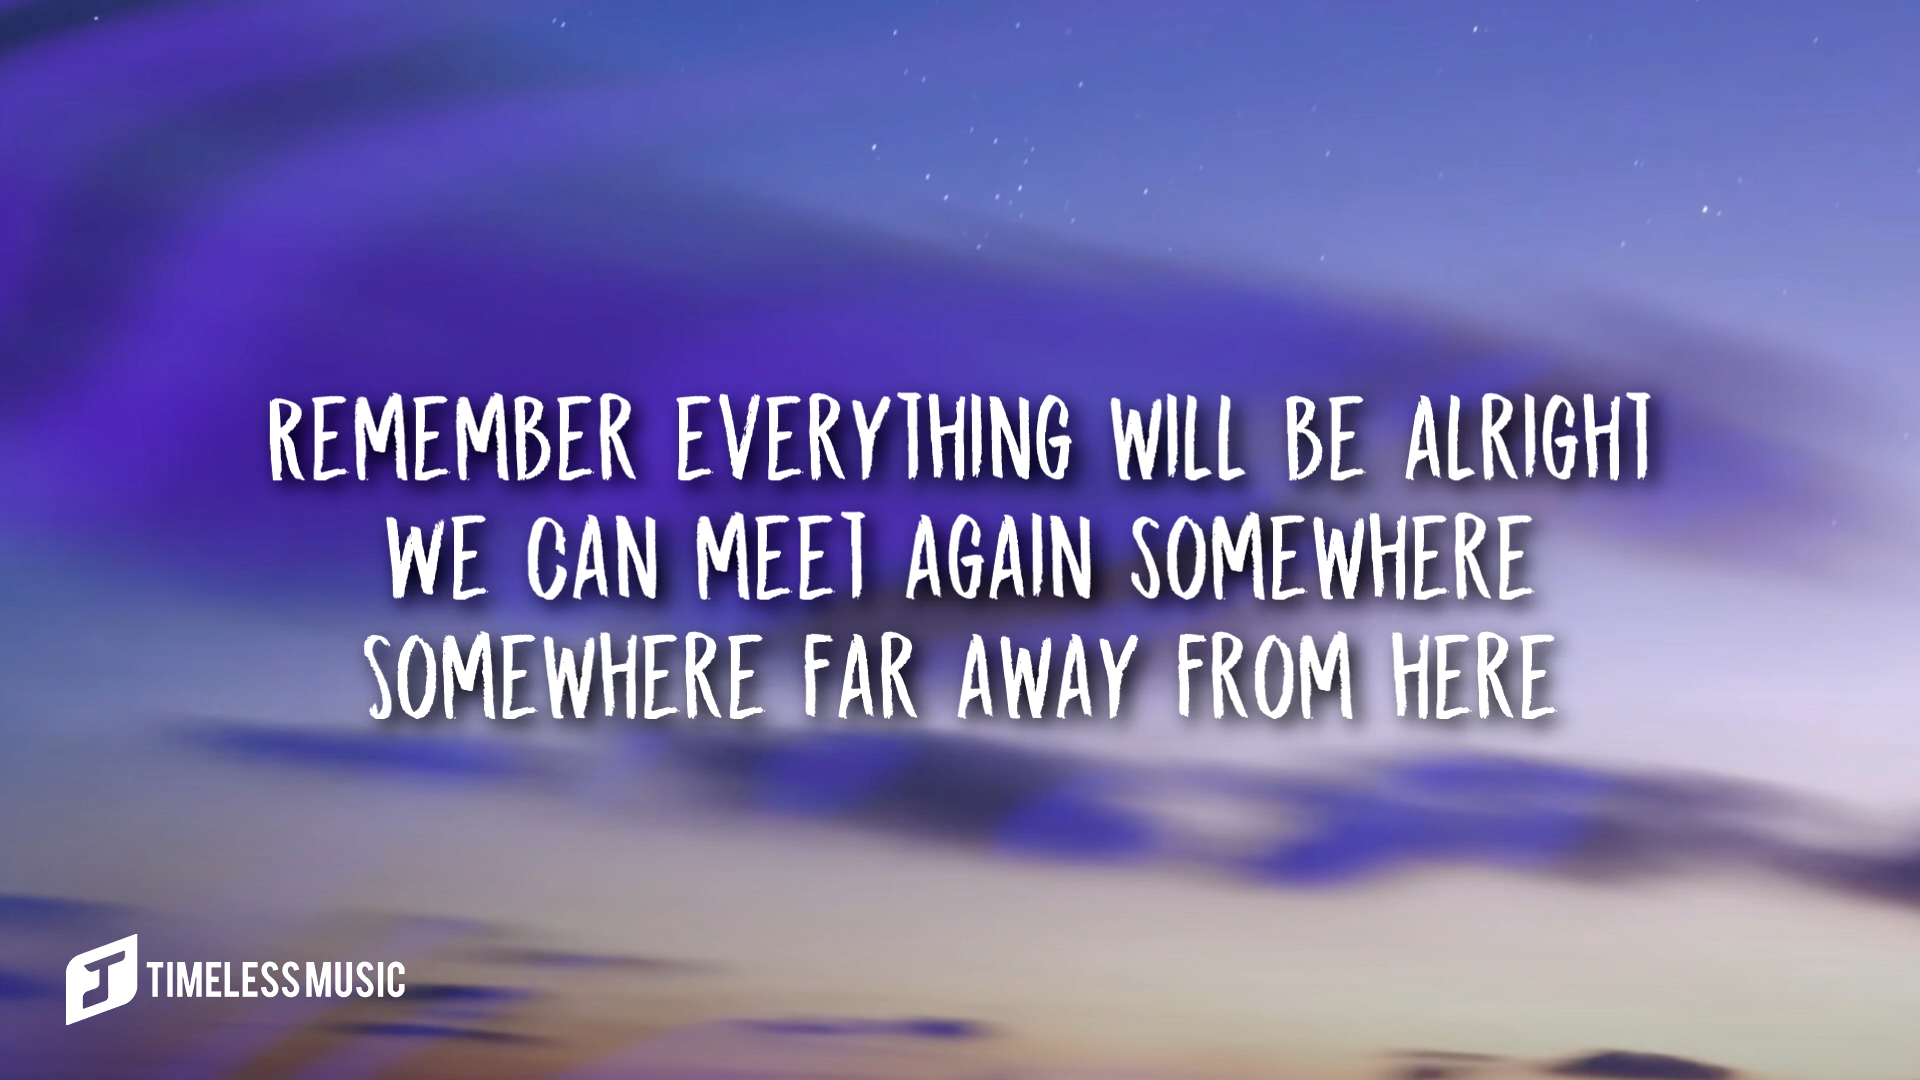 REMEMBER EVERYTHING WILL BE ALRIGHT
WE CAN MEET AGAIN SOMEWHERE
SOMEWHERE FAR AWAY FROM HERE
TIMELESS MUSIC